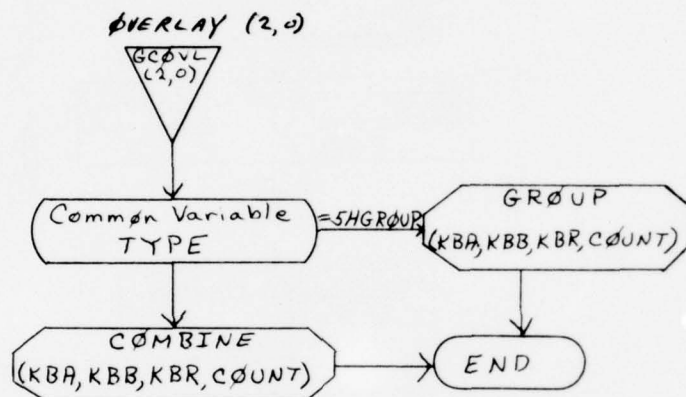 ØVERLAY (2,0)
GCØVL
(2,0)
Cømmøn Variable
TYPE
=5HGRØUP
GRØUP
(KBA,KBB,KBR,CØUNT)
CØMBINE
(KBA,KBB,KBR,CØUNT)
END